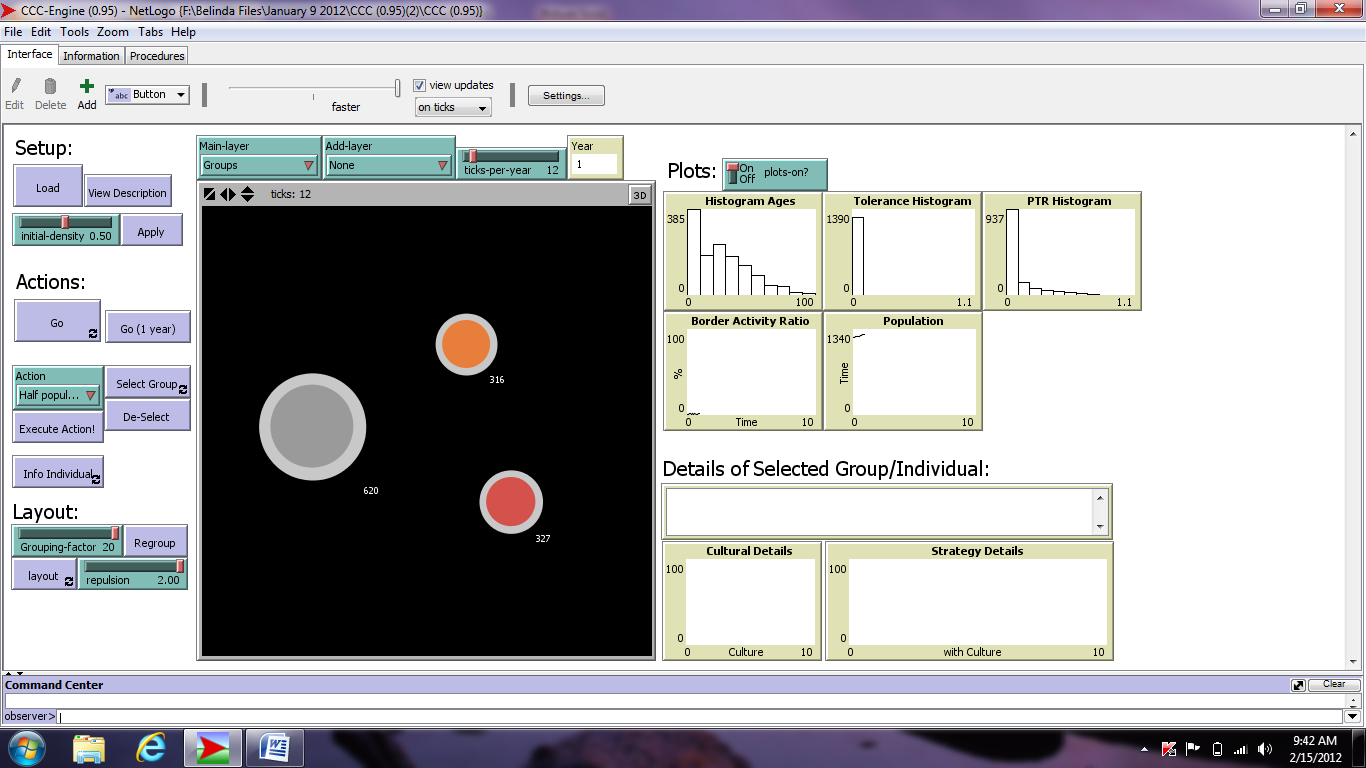 CCC-Engine (0.95) - NetLogo {F:\Belinda Files\January 9 2012\CCC (0.95)(2)\CCC (0.95)}
File Edit Tools Zoom Tabs Help
Interface Information Procedures
Edit Delete Add
abc Button
faster
view updates
on ticks
Settings...
Setup:
Load
View Description
initial-density 0.50
Apply
Actions:
Go
Go (1 year)
Action
Half popul...
Select Group
Execute Action!
De-Select
Info Individual
Layout:
Grouping-factor 20
Regroup
layout
repulsion 2.00
Main-layer
Groups
Add-layer
None
ticks-per-year 12
Year
1
ticks: 12
3D
316
620
327
Plots:
On
Off
plots-on?
Histogram Ages
385
0
0 100
Tolerance Histogram
1390
0
0 1.1
PTR Histogram
937
0
0 1.1
Border Activity Ratio
100
%
0
0 Time 10
Population
1340
Time
0
0 10
Details of Selected Group/Individual:
Cultural Details
100
0
0 Culture 10
Strategy Details
100
0
0 with Culture 10
Command Center
Clear
observer>
9:42 AM
2/15/2012